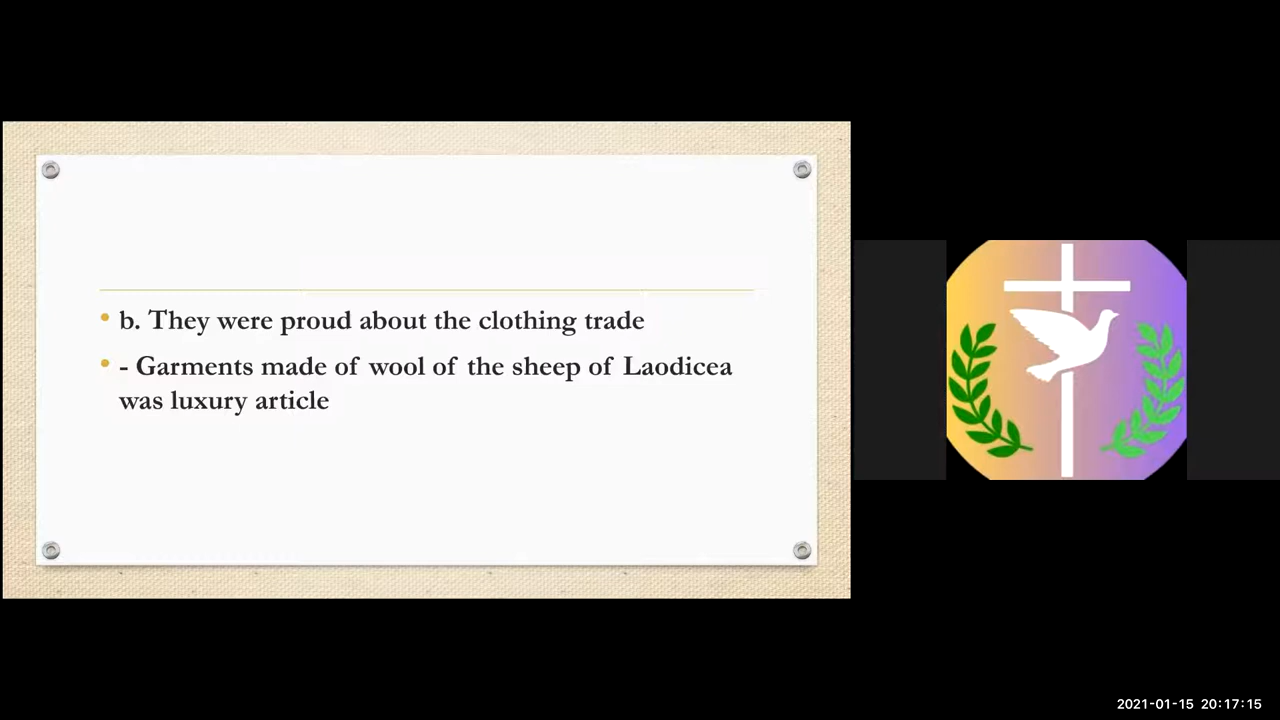 • b. They were proud about the clothing trade
• - Garments made of wool of the sheep of Laodicea
was luxury article
2021-01-15 20:17:15